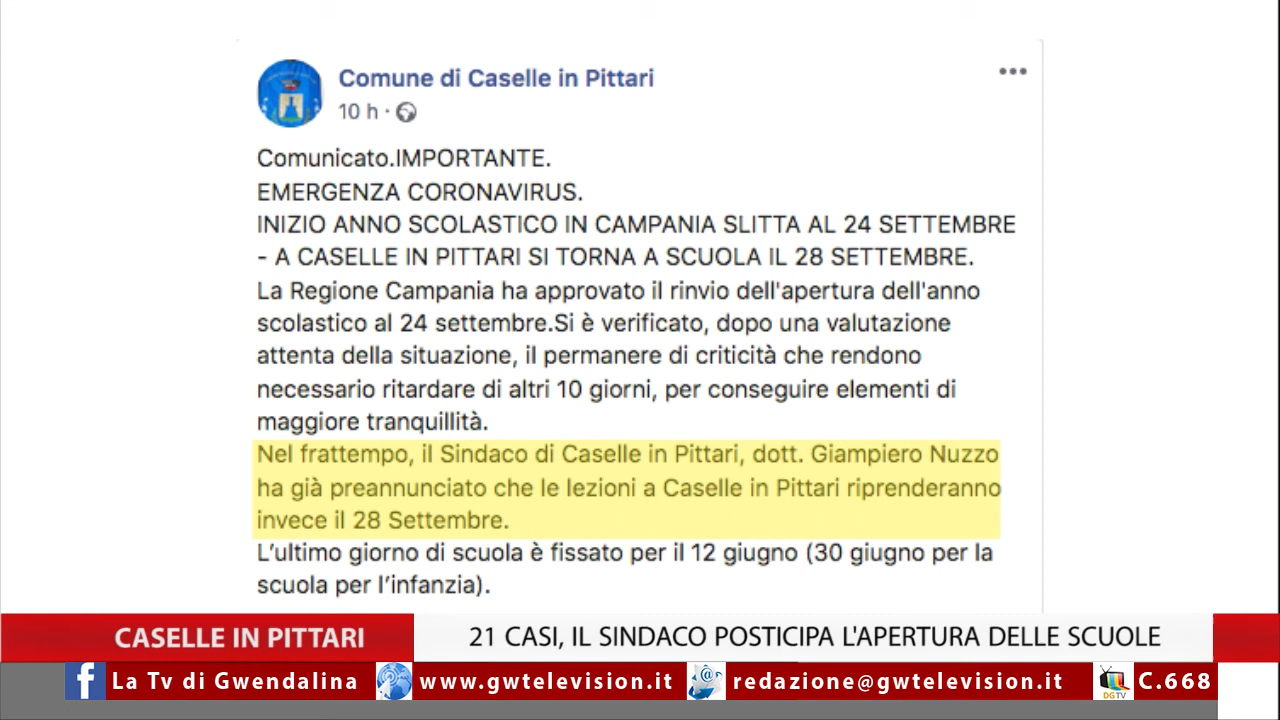 Comune di Caselle in Pittari
10 h ·
Comunicato.IMPORTANTE.
EMERGENZA CORONAVIRUS.
INIZIO ANNO SCOLASTICO IN CAMPANIA SLITTA AL 24 SETTEMBRE
- A CASELLE IN PITTARI SI TORNA A SCUOLA IL 28 SETTEMBRE.
La Regione Campania ha approvato il rinvio dell'apertura dell'anno
scolastico al 24 settembre.Si è verificato, dopo una valutazione
attenta della situazione, il permanere di criticità che rendono
necessario ritardare di altri 10 giorni, per conseguire elementi di
maggiore tranquillità.
Nel frattempo, il Sindaco di Caselle in Pittari, dott. Giampiero Nuzzo
ha già preannunciato che le lezioni a Caselle in Pittari riprenderanno
invece il 28 Settembre.
L’ultimo giorno di scuola è fissato per il 12 giugno (30 giugno per la
scuola per l’infanzia).
CASELLE IN PITTARI
21 CASI, IL SINDACO POSTICIPA L'APERTURA DELLE SCUOLE
La Tv di Gwendalina
www.gwtelevision.it
redazione@gwtelevision.it
DGTV
C.668